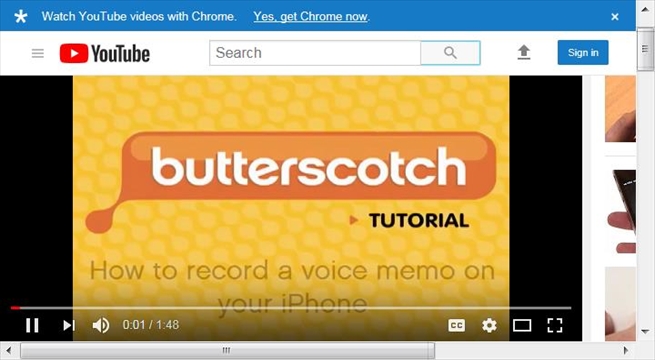 Watch YouTube videos with Chrome. Yes, get Chrome now.
YouTube
Search
Sign in
butterscotch
TUTORIAL
How to record a voice memo on
your iPhone
0:01 / 1:48
CC